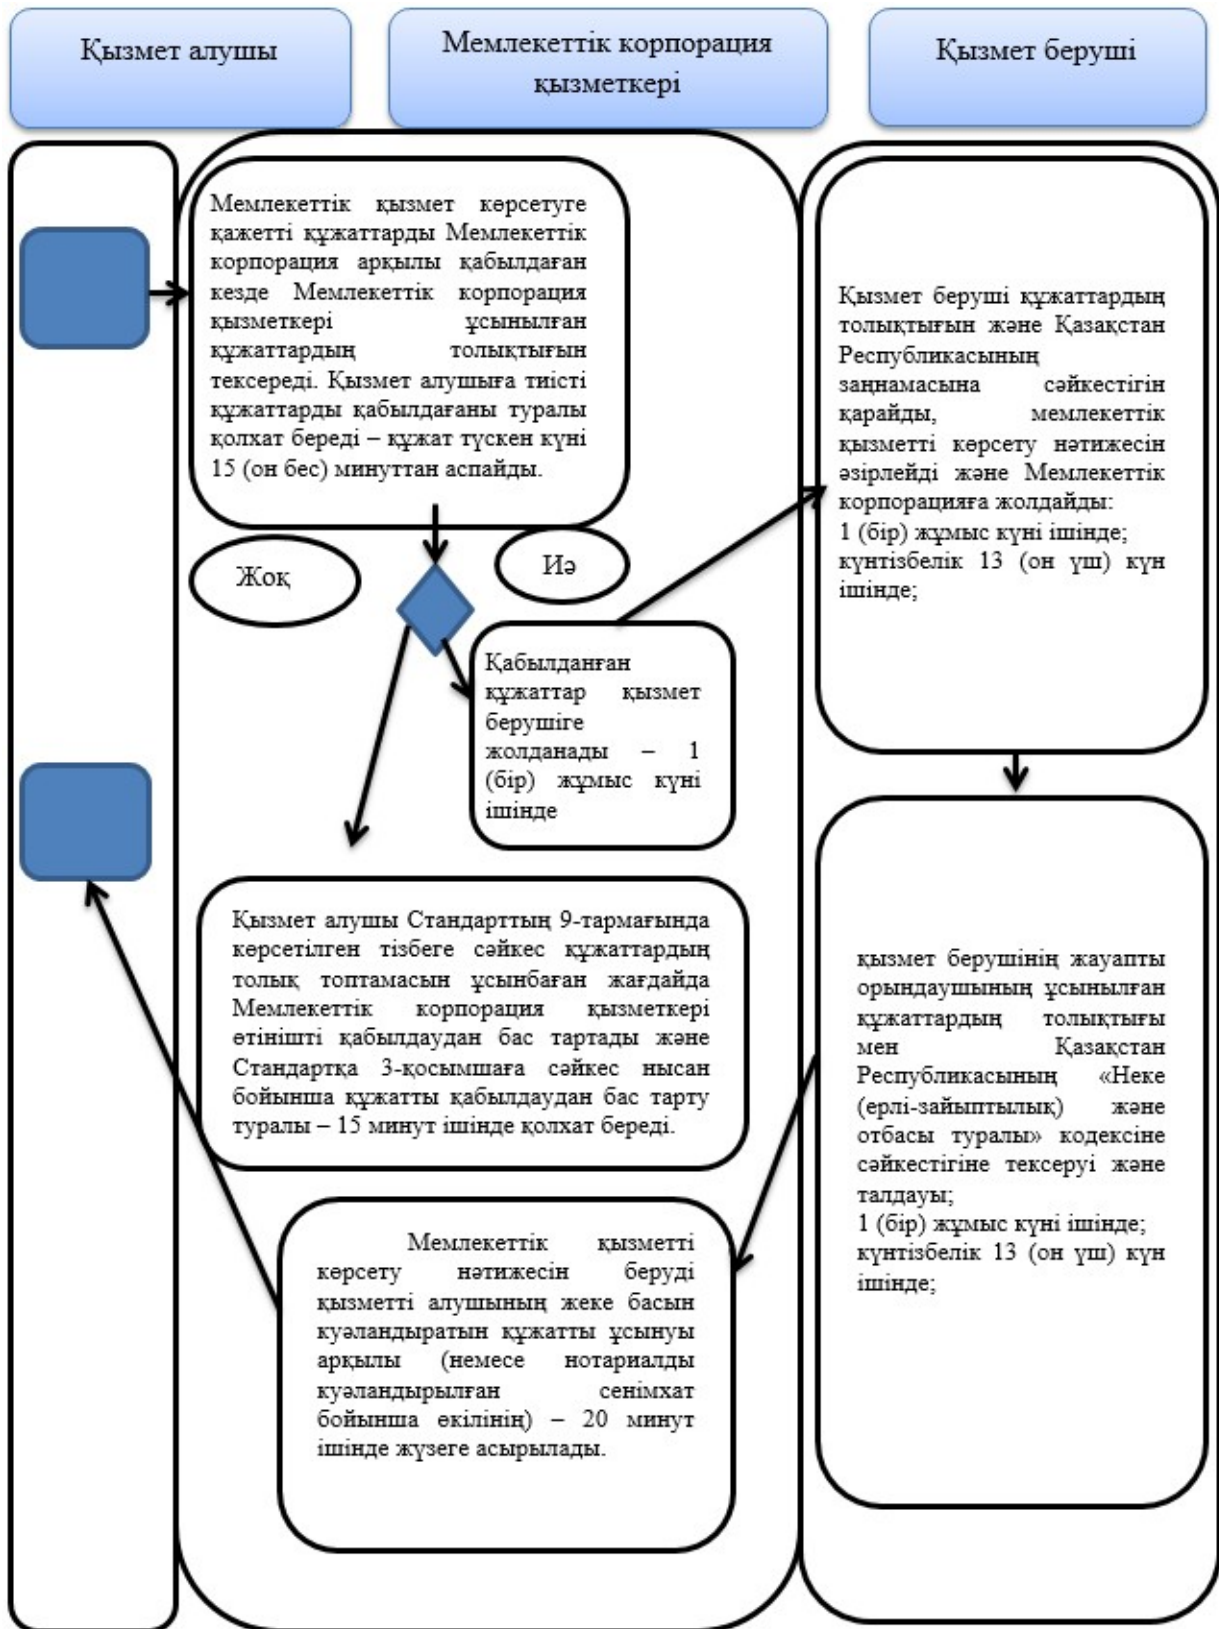 Қызмет алушы
Мемлекеттік корпорация
қызметкері
Қызмет беруші
Мемлекеттік қызмет көрсетуге
қажетті құжаттарды Мемлекеттік
корпорация арқылы қабылдаған
кезде Мемлекеттік корпорация
қызметкері ұсынылған
құжаттардың толықтығын
тексереді. Қызмет алушыға тиісті
құжаттарды қабылдағаны туралы
қолхат береді – құжат түскен күні
15 (он бес) минуттан аспайды.
Жоқ
Иә
Қабылданған
құжаттар қызмет
берушіге
жолданады – 1
(бір) жұмыс күні
ішінде
Қызмет беруші құжаттардың
толықтығын және Қазақстан
Республикасының
заңнамасына сәйкестігін
қарайды, мемлекеттік
қызметті көрсету нәтижесін
әзірлейді және Мемлекеттік
корпорацияға жолдайды:
1 (бір) жұмыс күні ішінде;
күнтізбелік 13 (он үш) күн
ішінде;
Қызмет алушы Стандарттың 9-тармағында
көрсетілген тізбеге сәйкес құжаттардың
толық топтамасын ұсынбаған жағдайда
Мемлекеттік корпорация қызметкері
өтінішті қабылдаудан бас тартады және
Стандартқа 3-қосымшаға сәйкес нысан
бойынша құжатты қабылдаудан бас тарту
туралы – 15 минут ішінде қолхат береді.
қызмет берушінің жауапты
орындаушының ұсынылған
құжаттардың толықтығы
мен Қазақстан
Республикасының «Неке
(ерлі-зайыптылық) және
отбасы туралы» кодексіне
сәйкестігіне тексеруі және
талдауы;
1 (бір) жұмыс күні ішінде;
күнтізбелік 13 (он үш) күн
ішінде;
Мемлекеттік қызметті
көрсету нәтижесін беруді
қызметті алушының жеке басын
куәландыратын құжатты ұсынуы
арқылы (немесе нотариалды
куәландырылған сенімхат
бойынша өкілінің) – 20 минут
ішінде жүзеге асырылады.